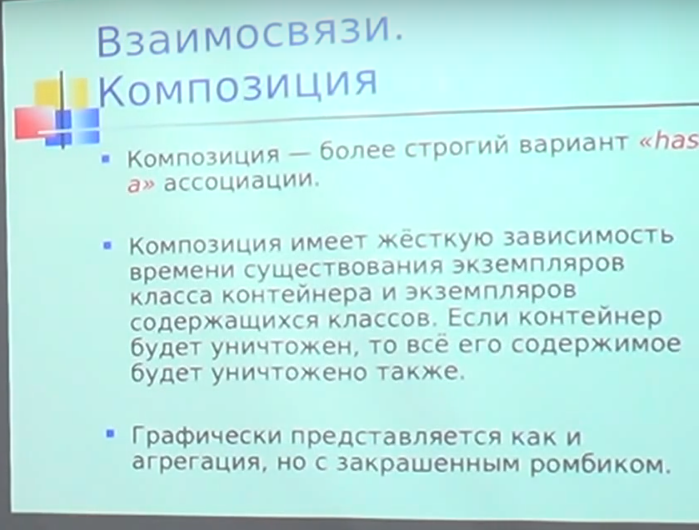 Взаимосвязи.
Композиция
Композиция — более строгий вариант «has
a» ассоциации.
Композиция имеет жёсткую зависимость
времени существования экземпляров
класса контейнера и экземпляров
содержащихся классов. Если контейнер
будет уничтожен, то всё его содержимое
будет уничтожено также.
Графически представляется как и
агрегация, но с закрашенным ромбиком.